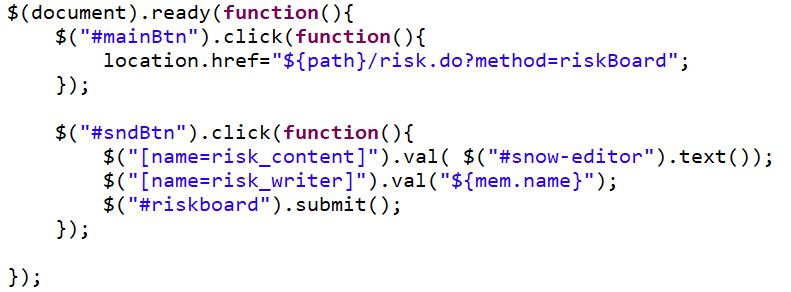 $(document).ready(function(){
    $("#mainBtn").click(function(){
        location.href="${path}/risk.do?method=riskBoard";
    });

    $("#sndBtn").click(function(){
        $("[name=risk_content]").val( $("#snow-editor").text());
        $("[name=risk_writer]").val("${mem.name}");
        $("#riskboard").submit();
    });

});